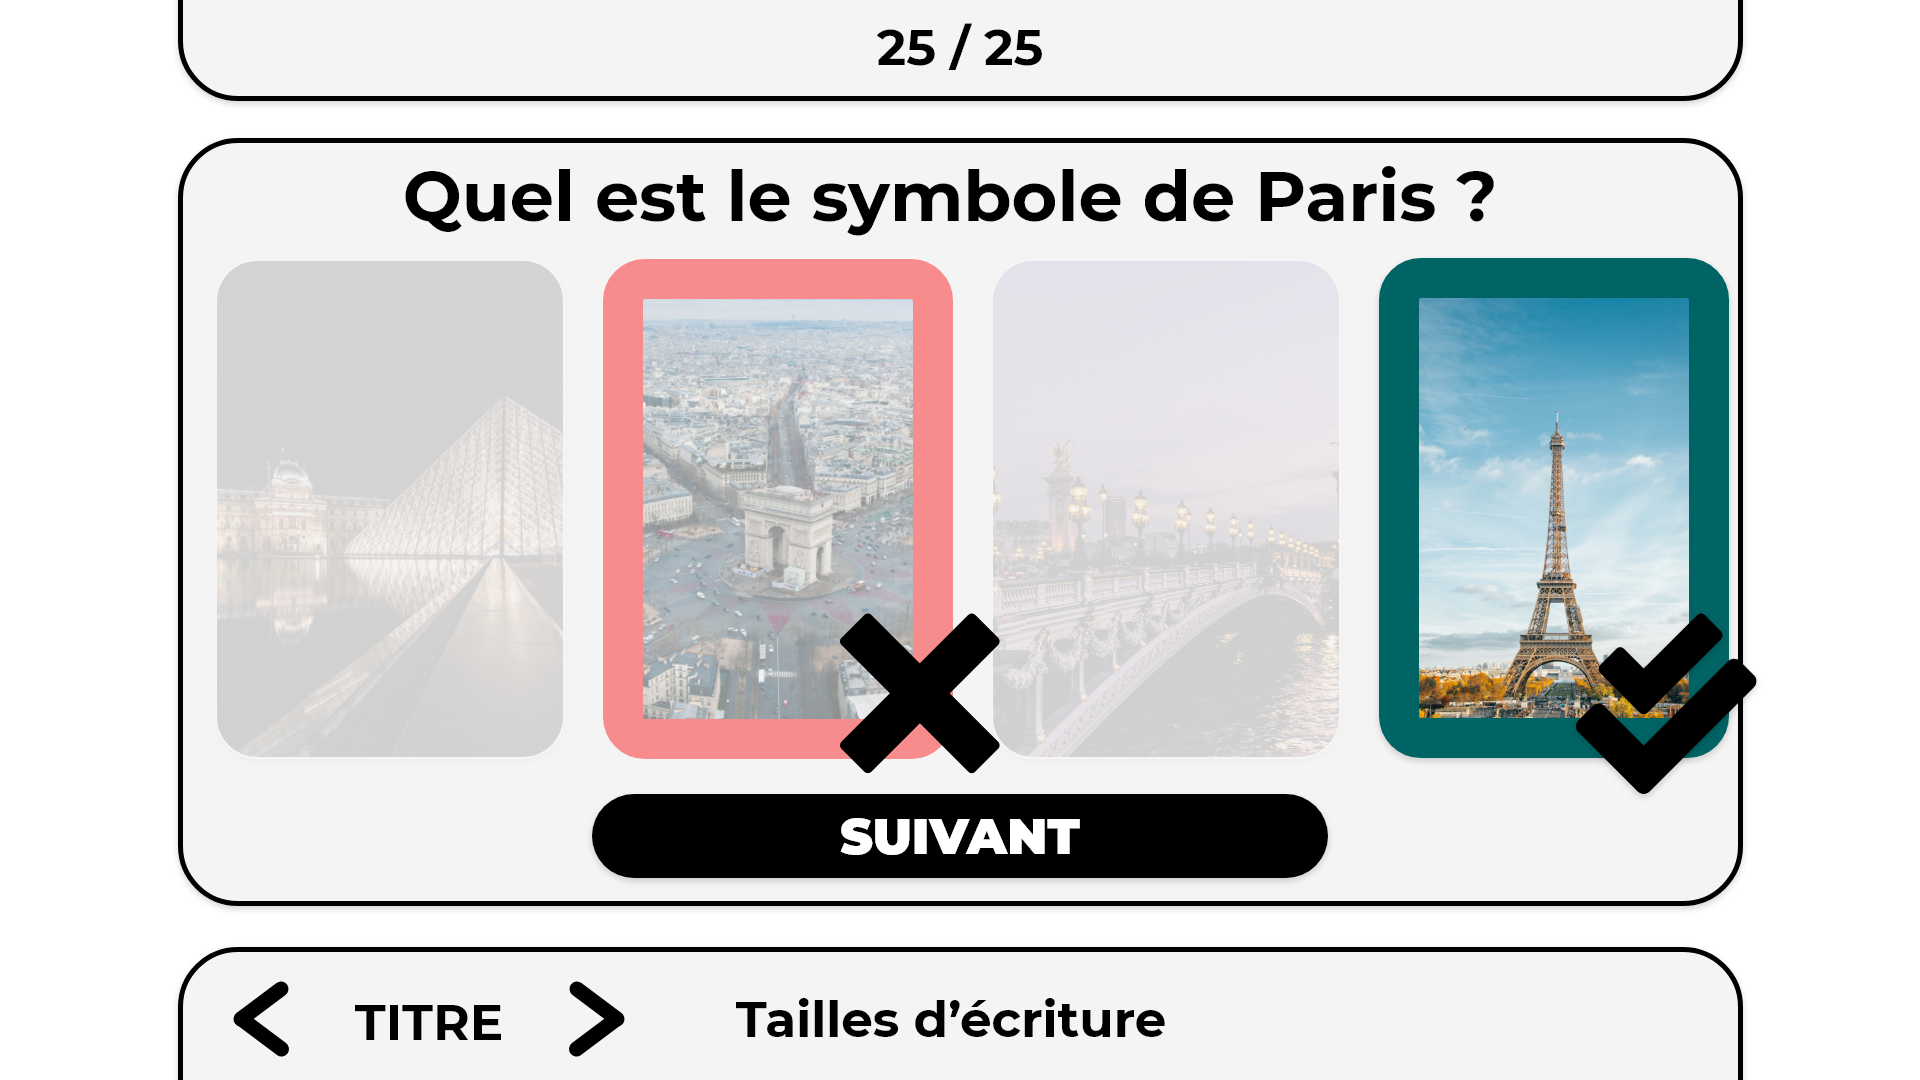 25 / 25
Quel est le symbole de Paris ?
SUIVANT
TITRE
Tailles d’écriture